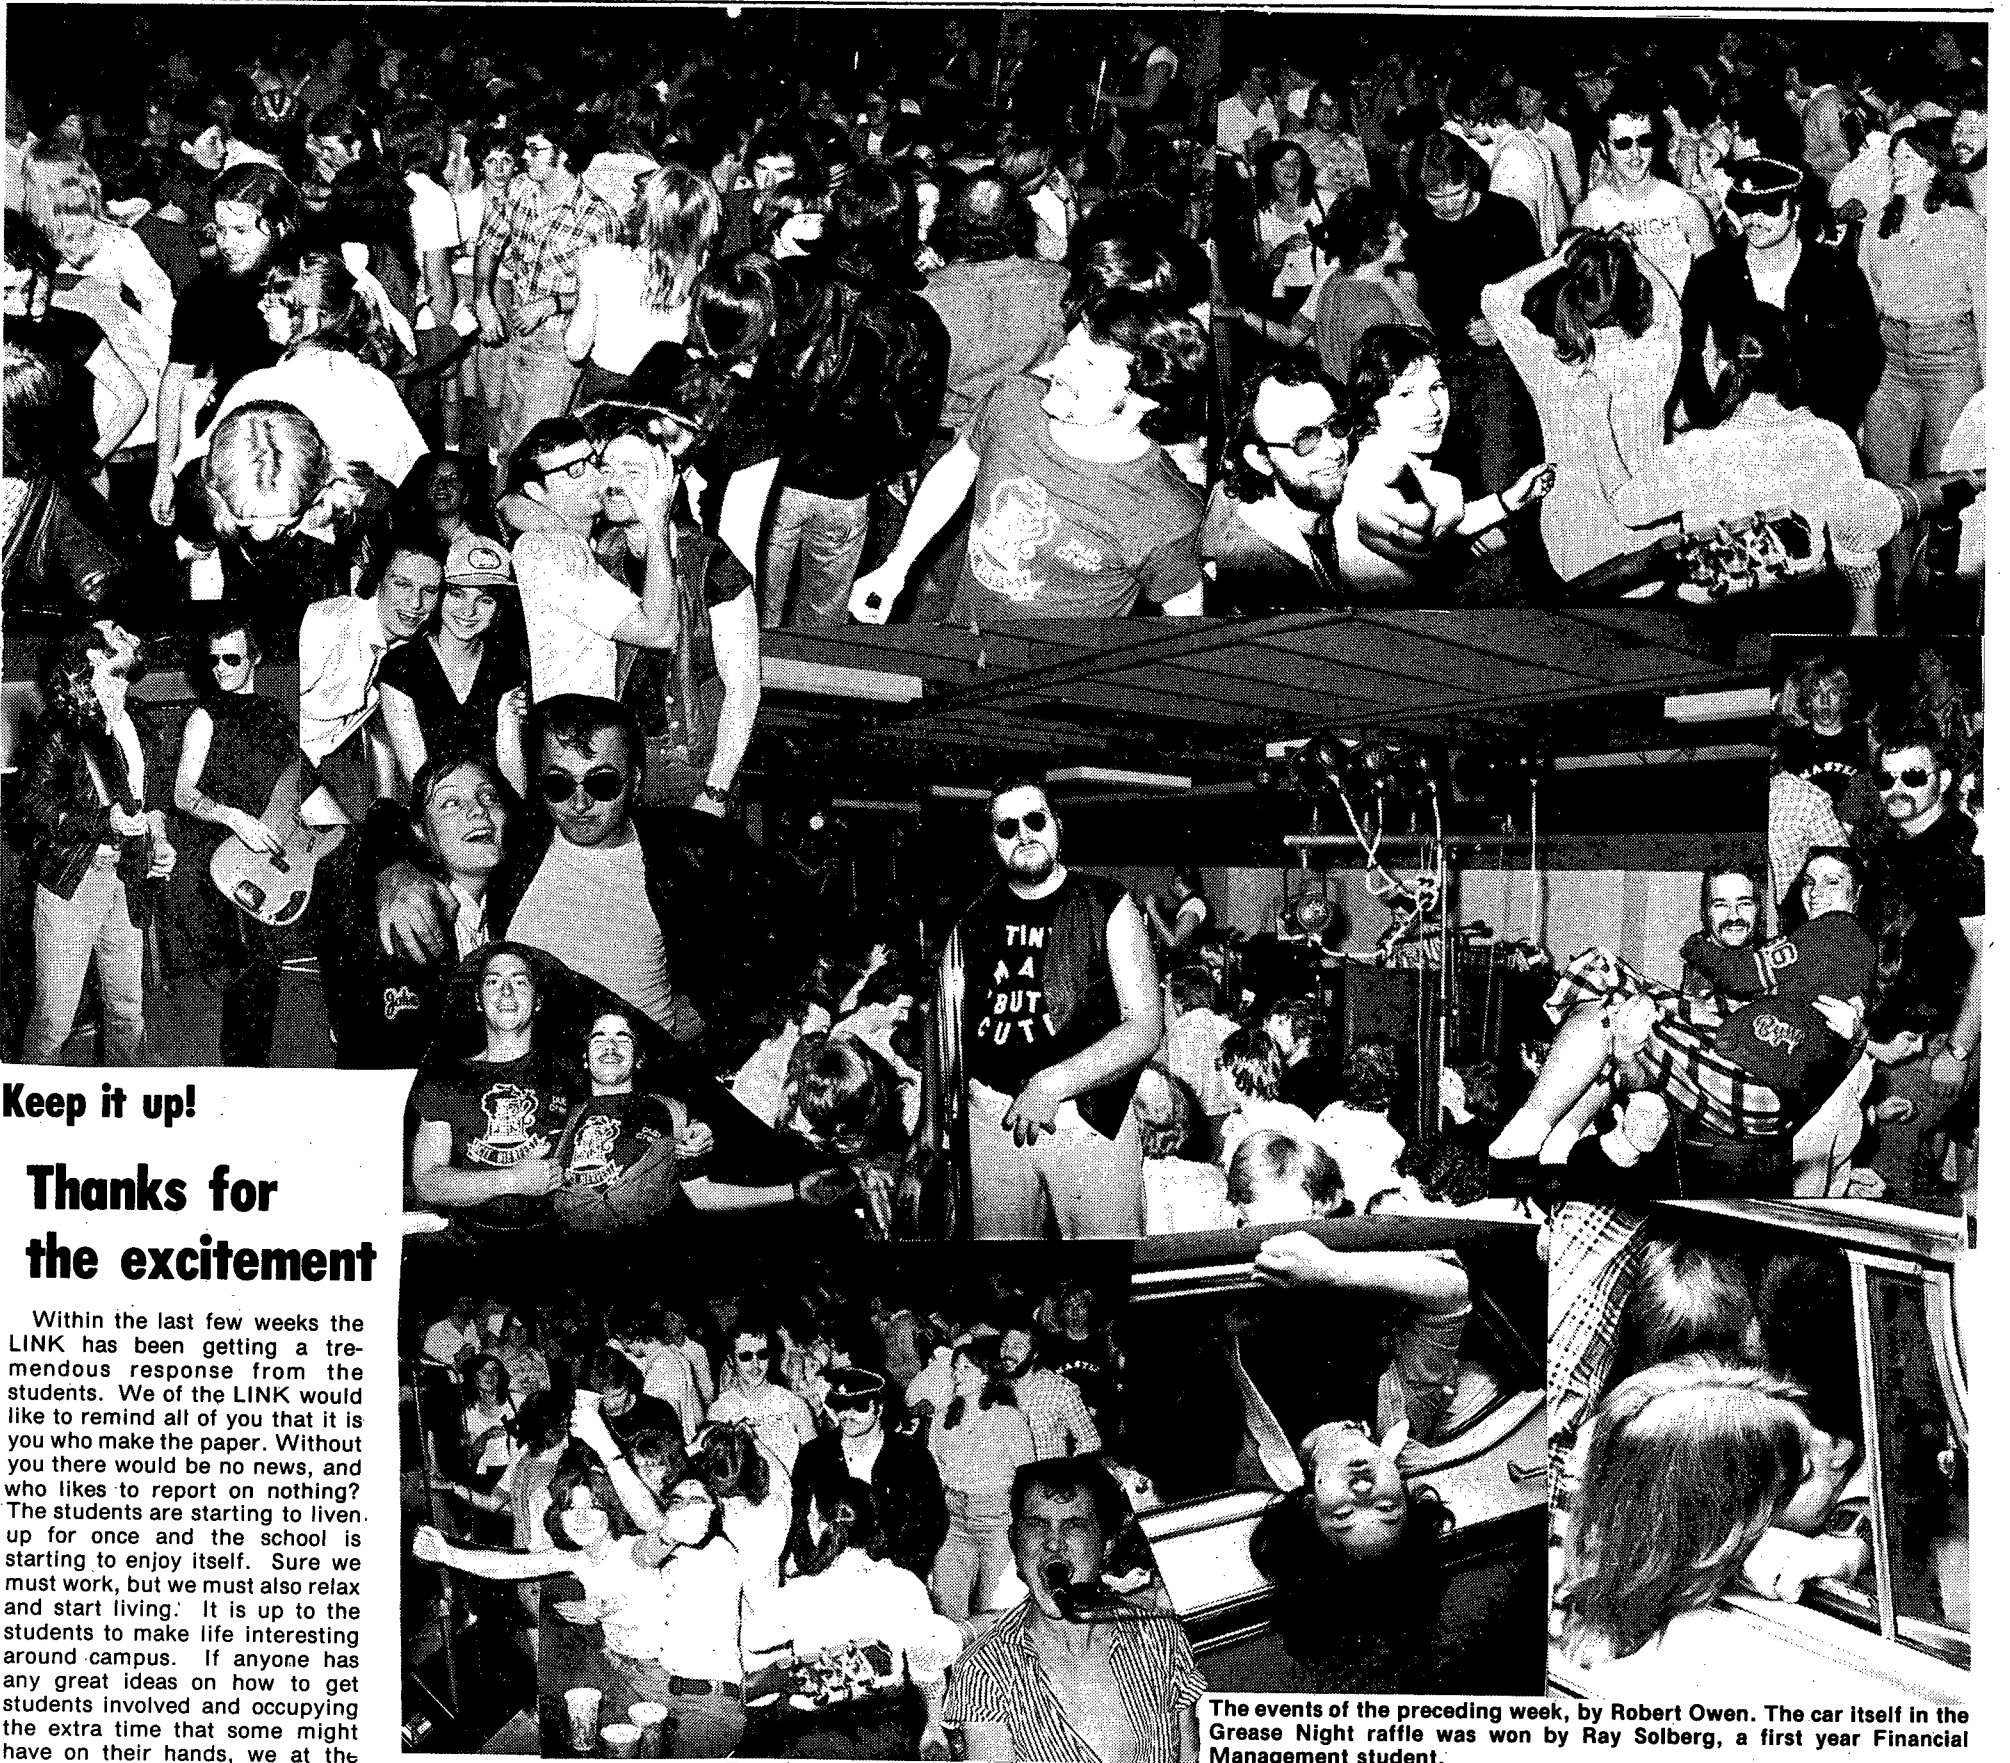 HIGH
John
TINY
BUT
Keep it up!
Thanks for
the excitement
Within the last few weeks the
LINK has been getting a tre-
mendous response from the
students. We of the LINK would
like to remind all of you that it is
you who make the paper. Without
you there would be no news, and
who likes to report on nothing?
The students are starting to liven
up for once and the school is
starting to enjoy itself. Sure we
must work, but we must also relax
and start living. It is up to the
students to make life interesting
around campus. If anyone has
any great ideas on how to get
students involved and occupying
the extra time that some might
have on their hands, we at the
The events of the preceding week, by Robert Owen. The car itself in the
Grease Night raffle was won by Ray Solberg, a first year Financial
Management student.